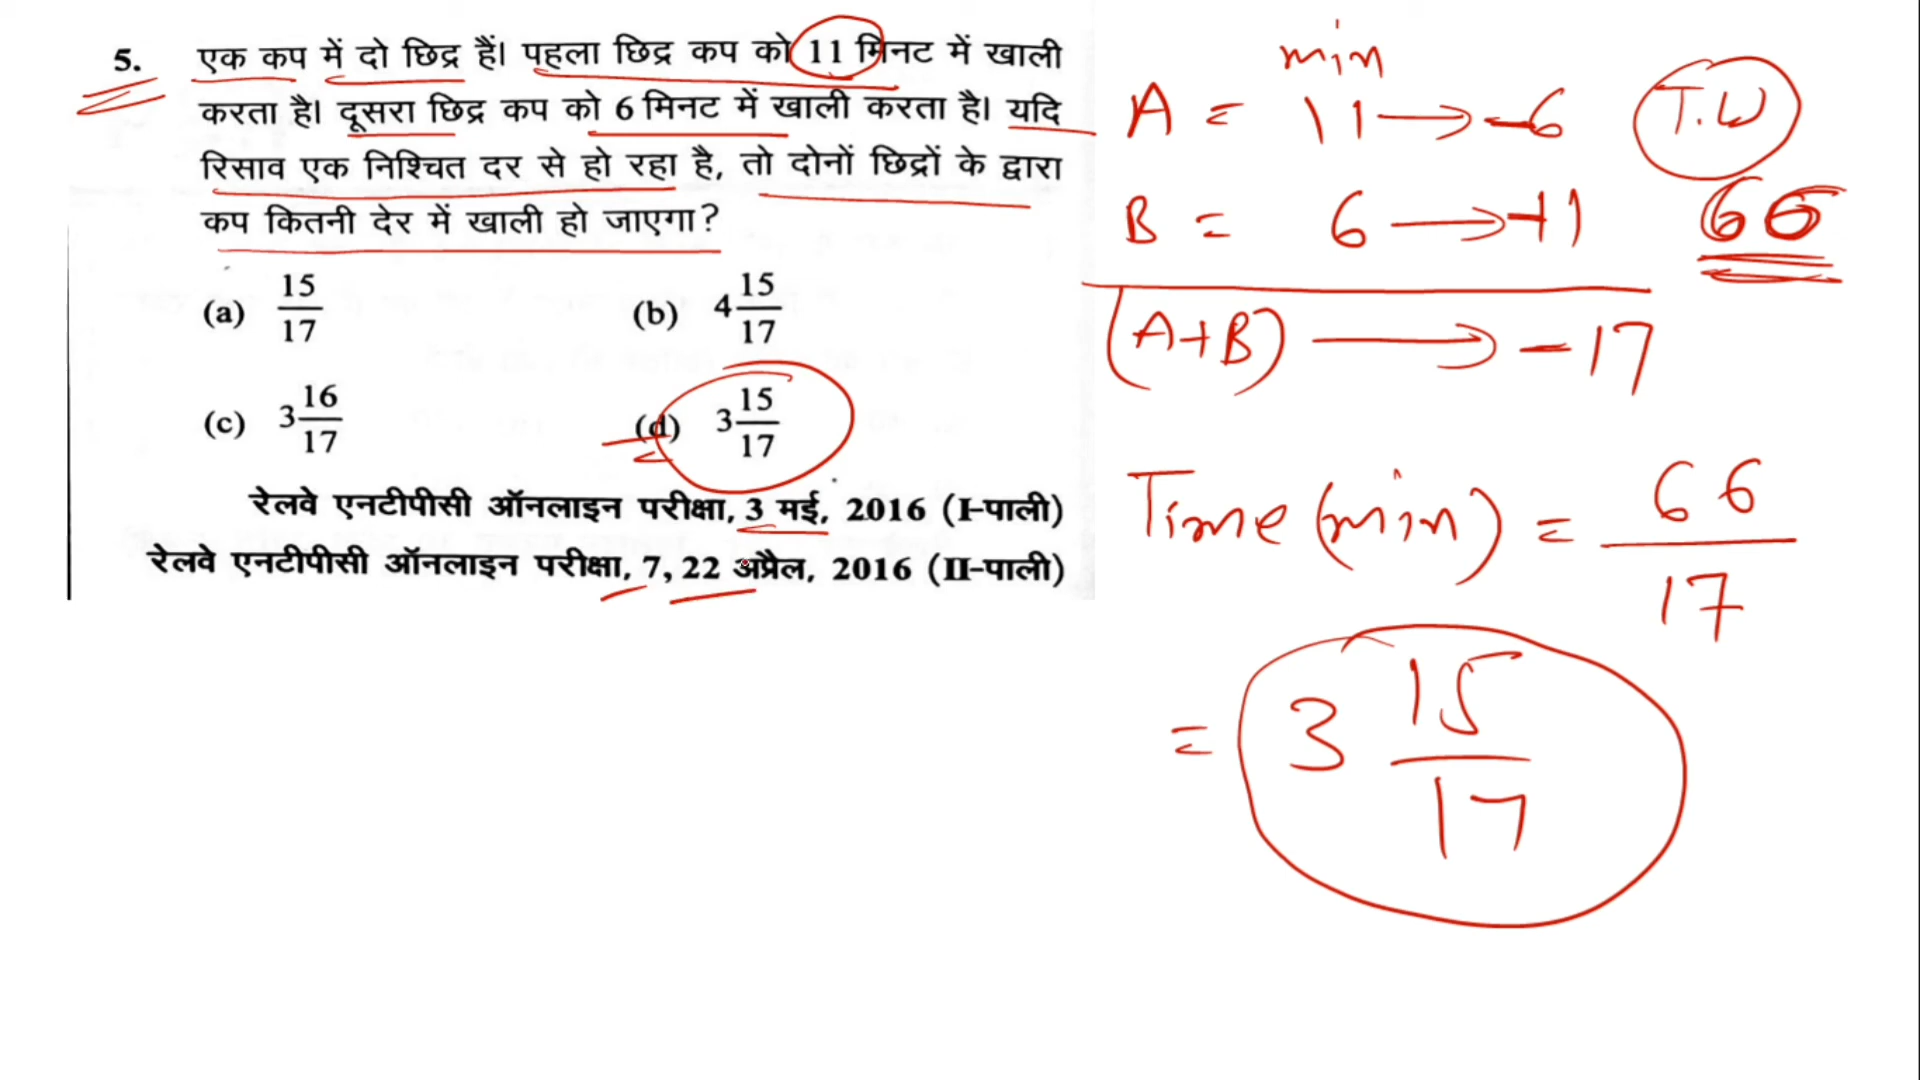 5. एक कप में दो छिद्र हैं। पहला छिद्र कप को 11 मिनट में खाली
करता है। दूसरा छिद्र कप को 6 मिनट में खाली करता है। यदि
रिसाव एक निश्चित दर से हो रहा है, तो दोनों छिद्रों के द्वारा
कप कितनी देर में खाली हो जाएगा?
(a) 15/17 (b) 4 15/17
(c) 3 16/17 (d) 3 15/17
रेलवे एनटीपीसी ऑनलाइन परीक्षा, 3 मई, 2016 (I-पाली)
रेलवे एनटीपीसी ऑनलाइन परीक्षा, 7, 22 अप्रैल, 2016 (II-पाली)
min
A = 11 → -6 T.W
B = 6 → -11 66
(A+B) → -17
Time (min) = 66/17
= 3 15/17